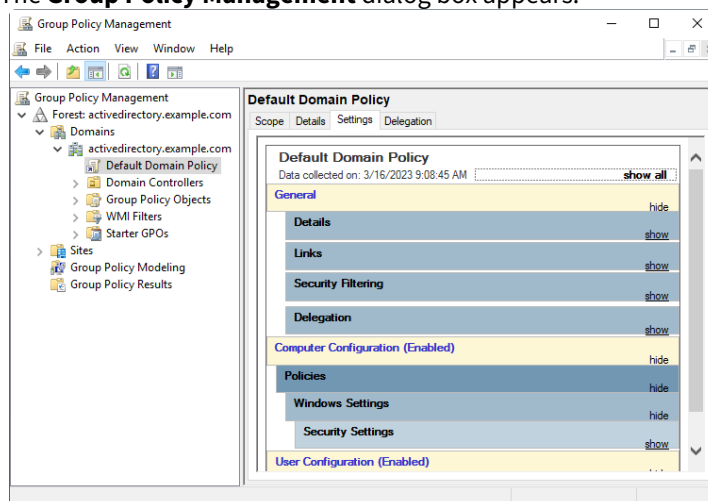 The Group Policy Management dialog box appears.
Group Policy Management
File Action View Window Help
Group Policy Management
Forest: activedirectory.example.com
Domains
activedirectory.example.com
Default Domain Policy
Domain Controllers
Group Policy Objects
WMI Filters
Starter GPOs
Sites
Group Policy Modeling
Group Policy Results
Default Domain Policy
Scope Details Settings Delegation
Default Domain Policy
Data collected on: 3/16/2023 9:08:45 AM show all
General
hide
Details
show
Links
show
Security Filtering
show
Delegation
show
Computer Configuration (Enabled)
hide
Policies
hide
Windows Settings
hide
Security Settings
show
User Configuration (Enabled)